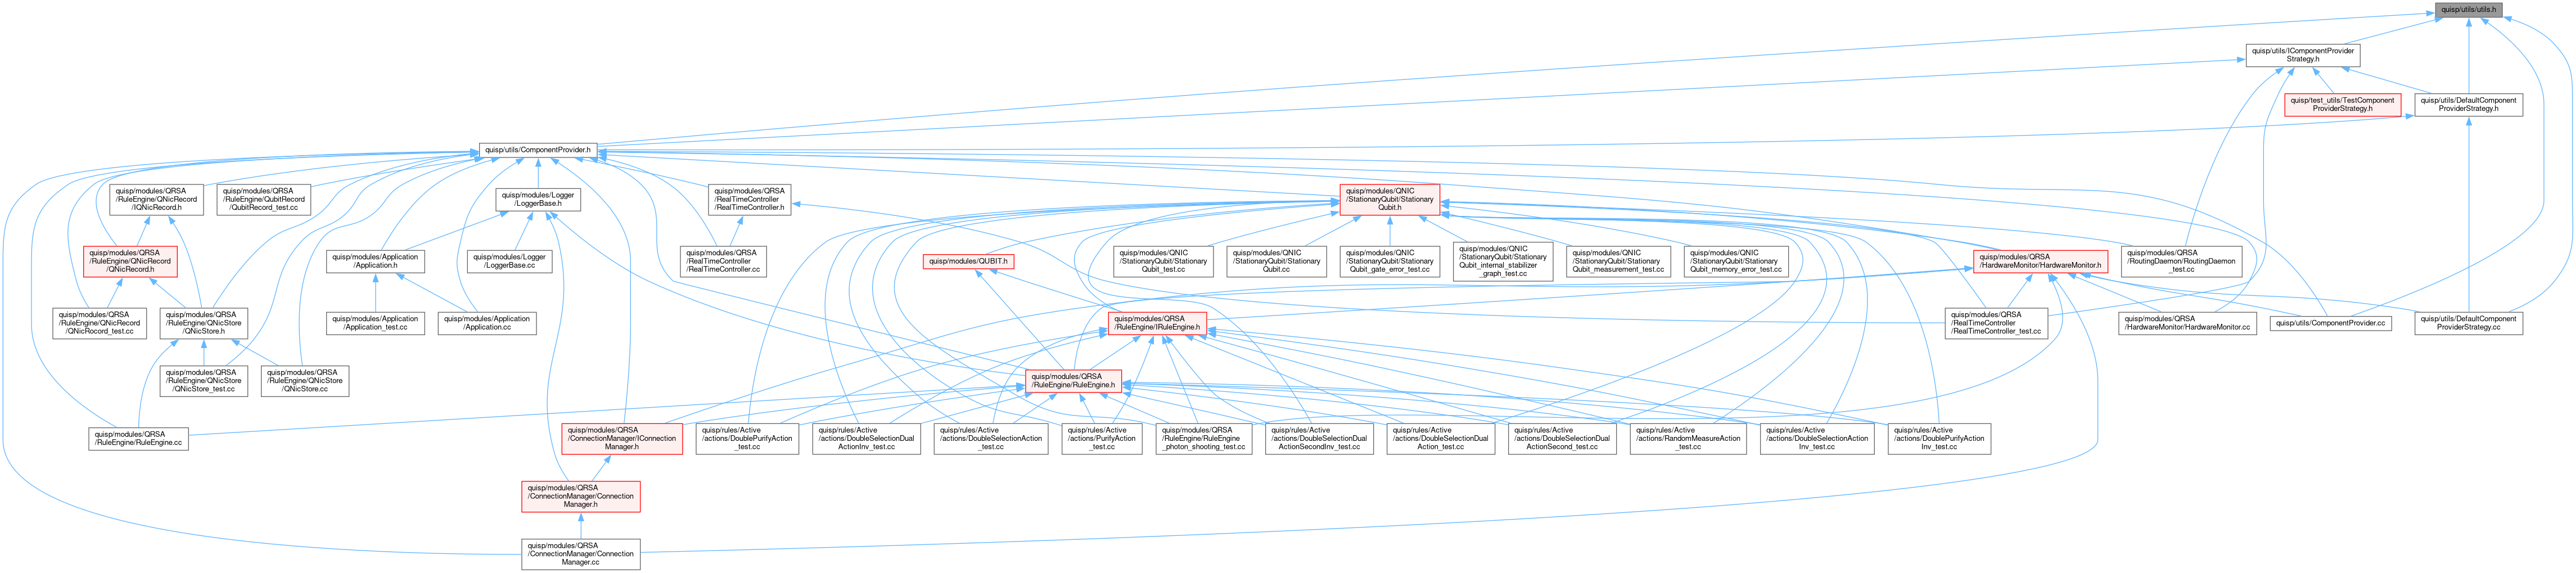 quisp/utils/utils.h
quisp/utils/IComponentProvider
Strategy.h
quisp/test_utils/TestComponent
ProviderStrategy.h
quisp/utils/DefaultComponent
ProviderStrategy.h
quisp/utils/ComponentProvider.h
quisp/modules/QRSA
/RuleEngine/QNicRecord
/IQNicRecord.h
quisp/modules/QRSA
/RuleEngine/QubitRecord
/QubitRecord_test.cc
quisp/modules/Logger
/LoggerBase.h
quisp/modules/QRSA
/RealTimeController
/RealTimeController.h
quisp/modules/QNIC
/StationaryQubit/Stationary
Qubit.h
quisp/modules/QRSA
/RuleEngine/QNicRecord
/QNicRecord.h
quisp/modules/Application
/Application.h
quisp/modules/Logger
/LoggerBase.cc
quisp/modules/QRSA
/RealTimeController
/RealTimeController.cc
quisp/modules/QUBIT.h
quisp/modules/QNIC
/StationaryQubit/Stationary
Qubit_test.cc
quisp/modules/QNIC
/StationaryQubit/Stationary
Qubit.cc
quisp/modules/QNIC
/StationaryQubit/Stationary
Qubit_gate_error_test.cc
quisp/modules/QNIC
/StationaryQubit/Stationary
Qubit_internal_stabilizer
_graph_test.cc
quisp/modules/QNIC
/StationaryQubit/Stationary
Qubit_measurement_test.cc
quisp/modules/QNIC
/StationaryQubit/Stationary
Qubit_memory_error_test.cc
quisp/modules/QRSA
/HardwareMonitor/HardwareMonitor.h
quisp/modules/QRSA
/RoutingDaemon/RoutingDaemon
_test.cc
quisp/modules/QRSA
/RuleEngine/QNicRecord
/QNicRocord_test.cc
quisp/modules/QRSA
/RuleEngine/QNicStore
/QNicStore.h
quisp/modules/Application
/Application_test.cc
quisp/modules/Application
/Application.cc
quisp/modules/QRSA
/RuleEngine/IRuleEngine.h
quisp/modules/QRSA
/RealTimeController
/RealTimeController_test.cc
quisp/modules/QRSA
/HardwareMonitor/HardwareMonitor.cc
quisp/utils/ComponentProvider.cc
quisp/utils/DefaultComponent
ProviderStrategy.cc
quisp/modules/QRSA
/RuleEngine/QNicStore
/QNicStore_test.cc
quisp/modules/QRSA
/RuleEngine/QNicStore
/QNicStore.cc
quisp/modules/QRSA
/RuleEngine/RuleEngine.h
quisp/modules/QRSA
/RuleEngine/RuleEngine.cc
quisp/modules/QRSA
/ConnectionManager/IConnection
Manager.h
quisp/rules/Active
/actions/DoublePurifyAction
_test.cc
quisp/rules/Active
/actions/DoubleSelectionDual
ActionInv_test.cc
quisp/rules/Active
/actions/DoubleSelectionAction
_test.cc
quisp/rules/Active
/actions/PurifyAction
_test.cc
quisp/modules/QRSA
/RuleEngine/RuleEngine
_photon_shooting_test.cc
quisp/rules/Active
/actions/DoubleSelectionDual
ActionSecondInv_test.cc
quisp/rules/Active
/actions/DoubleSelectionDual
Action_test.cc
quisp/rules/Active
/actions/DoubleSelectionDual
ActionSecond_test.cc
quisp/rules/Active
/actions/RandomMeasureAction
_test.cc
quisp/rules/Active
/actions/DoubleSelectionAction
Inv_test.cc
quisp/rules/Active
/actions/DoublePurifyAction
Inv_test.cc
quisp/modules/QRSA
/ConnectionManager/Connection
Manager.h
quisp/modules/QRSA
/ConnectionManager/Connection
Manager.cc